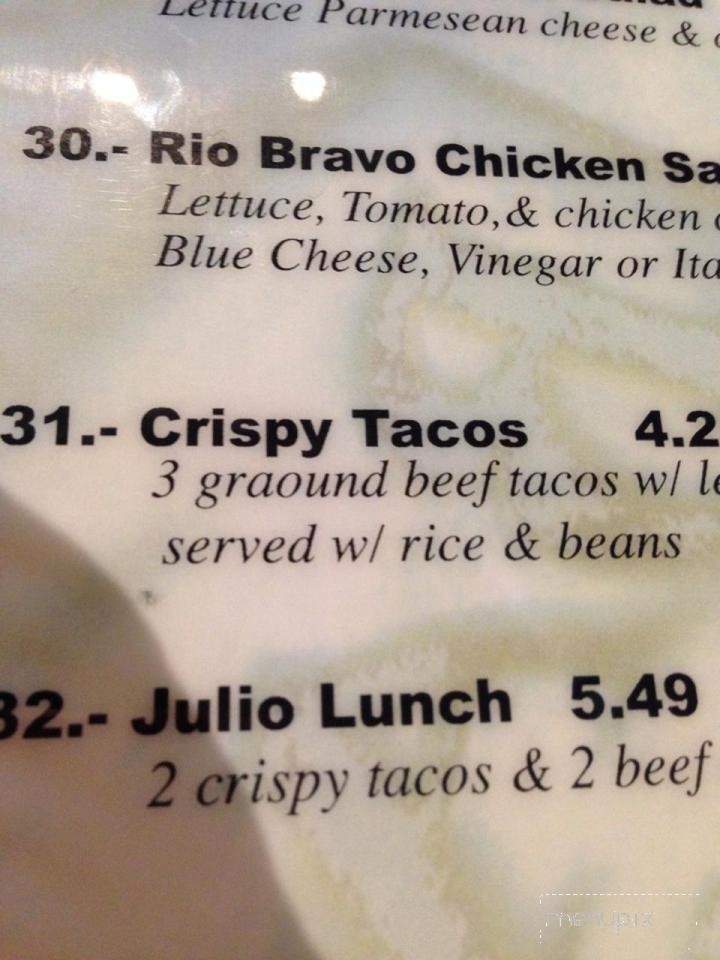 Lettuce Parmesean cheese &
30.- Rio Bravo Chicken Sa
Lettuce, Tomato,& chicken
Blue Cheese, Vinegar or Ita
31.- Crispy Tacos 4.2
3 graound beef tacos w/ le
served w/ rice & beans
32.- Julio Lunch 5.49
2 crispy tacos & 2 beef
menupix